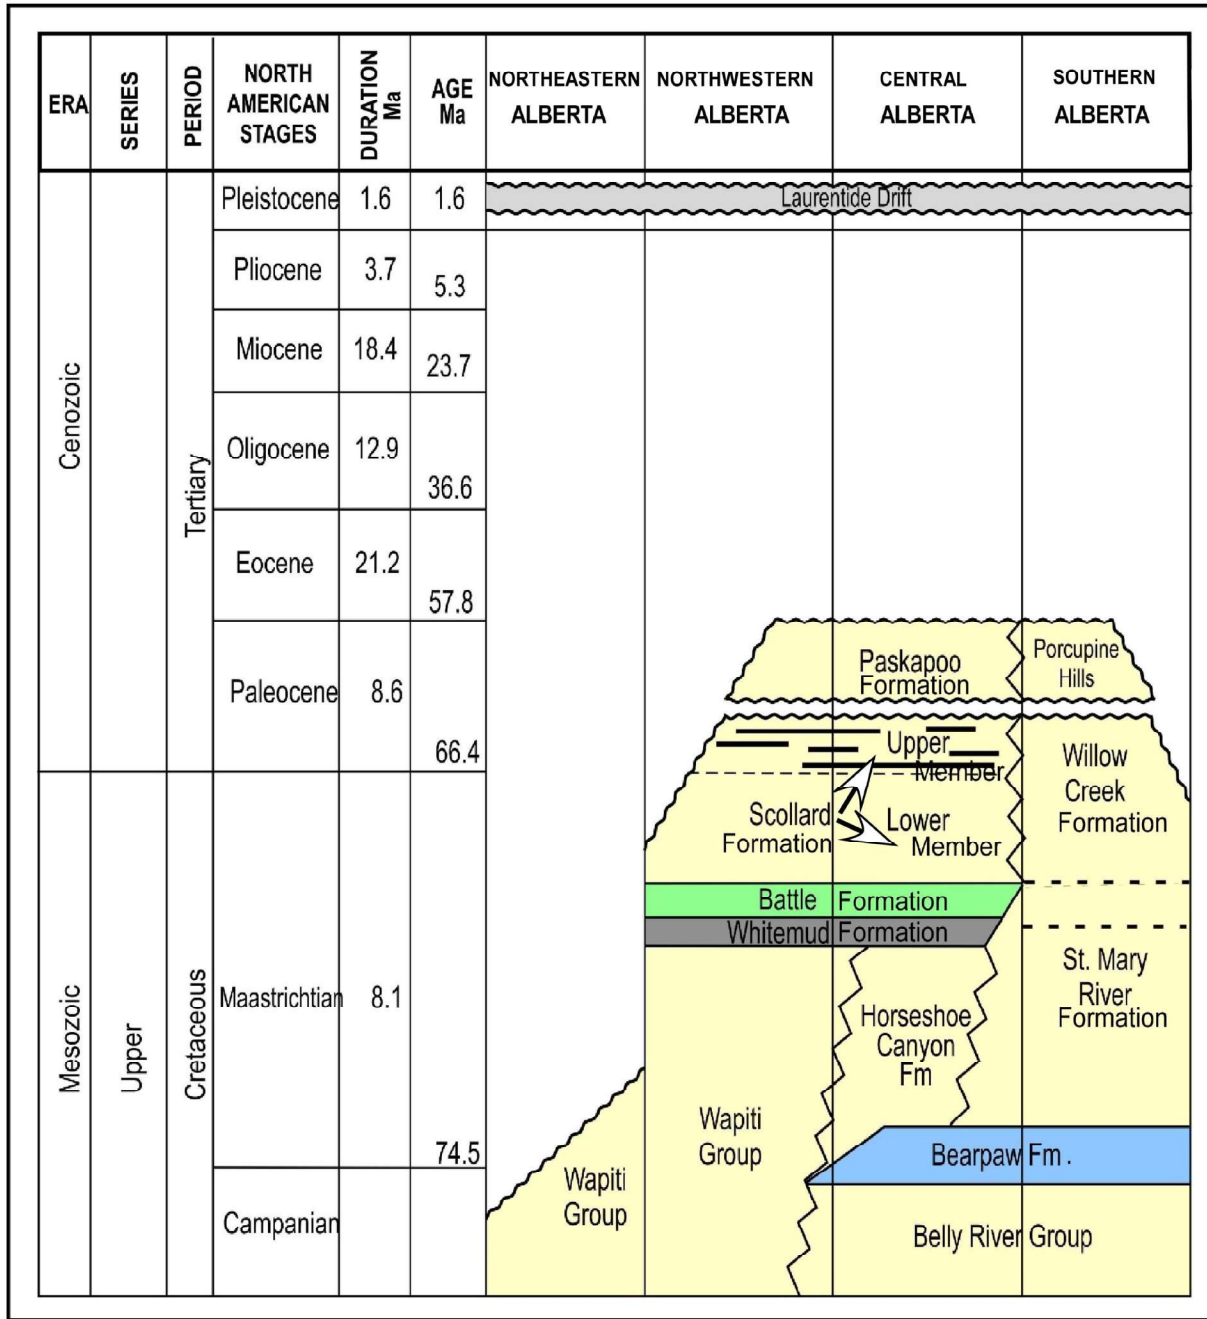 ERA
SERIES
PERIOD
NORTH
AMERICAN
STAGES
DURATION
Ma
AGE
Ma
NORTHEASTERN
ALBERTA
NORTHWESTERN
ALBERTA
CENTRAL
ALBERTA
SOUTHERN
ALBERTA
Cenozoic
Mesozoic
Upper
Tertiary
Cretaceous
Pleistocene 1.6 1.6
Laurentide Drift
Pliocene 3.7 5.3
Miocene 18.4 23.7
Oligocene 12.9 36.6
Eocene 21.2 57.8
Paleocene 8.6 66.4
Maastrichtian 8.1 74.5
Campanian
Paskapoo
Formation
Porcupine
Hills
Upper
Member
Willow
Creek
Formation
Scollard
Formation
Lower
Member
Battle Formation
Whitemud Formation
St. Mary
River
Formation
Horseshoe
Canyon
Fm
Wapiti
Group
Bearpaw Fm .
Wapiti
Group
Belly River Group